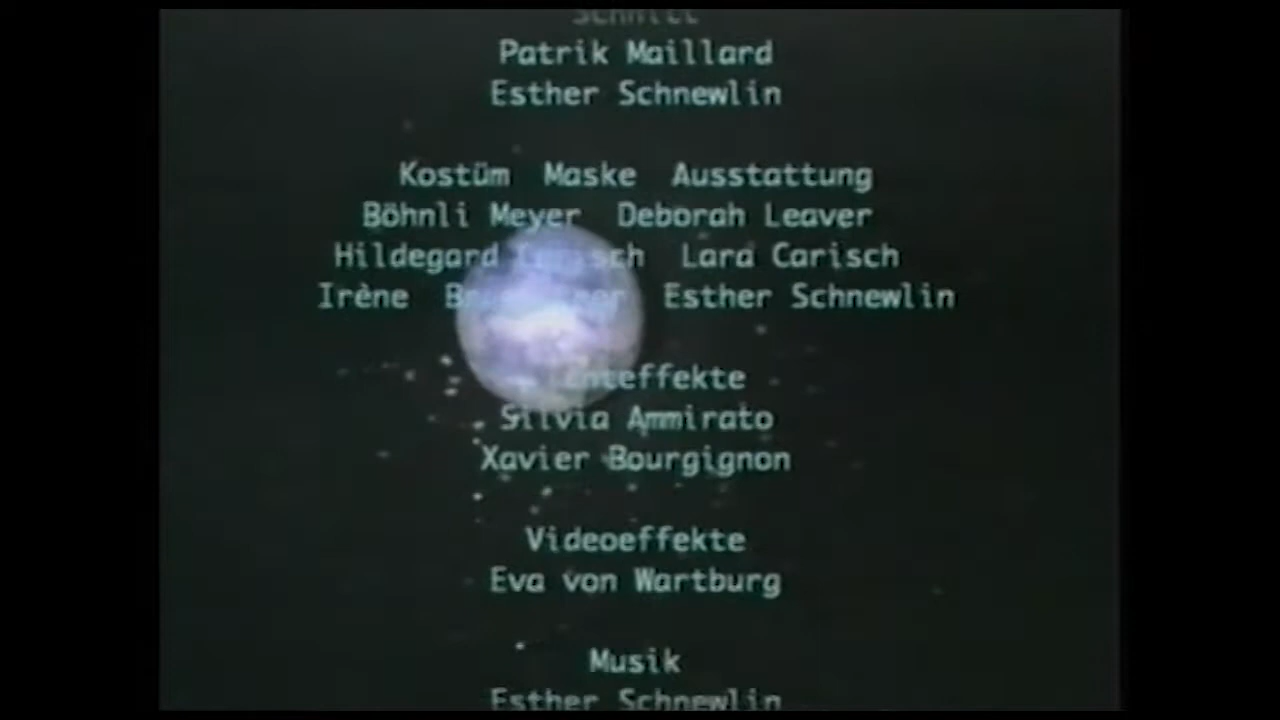 Schnitt
Patrik Maillard
Esther Schnewlin
Kostüm Maske Ausstattung
Böhnli Meyer Deborah Leaver
Hildegard Lara Carisch
Irène Esther Schnewlin
Silvia Ammirato
Xavier Bourgignon
Videoeffekte
Eva von Wartburg
Musik
Esther Schnewlin